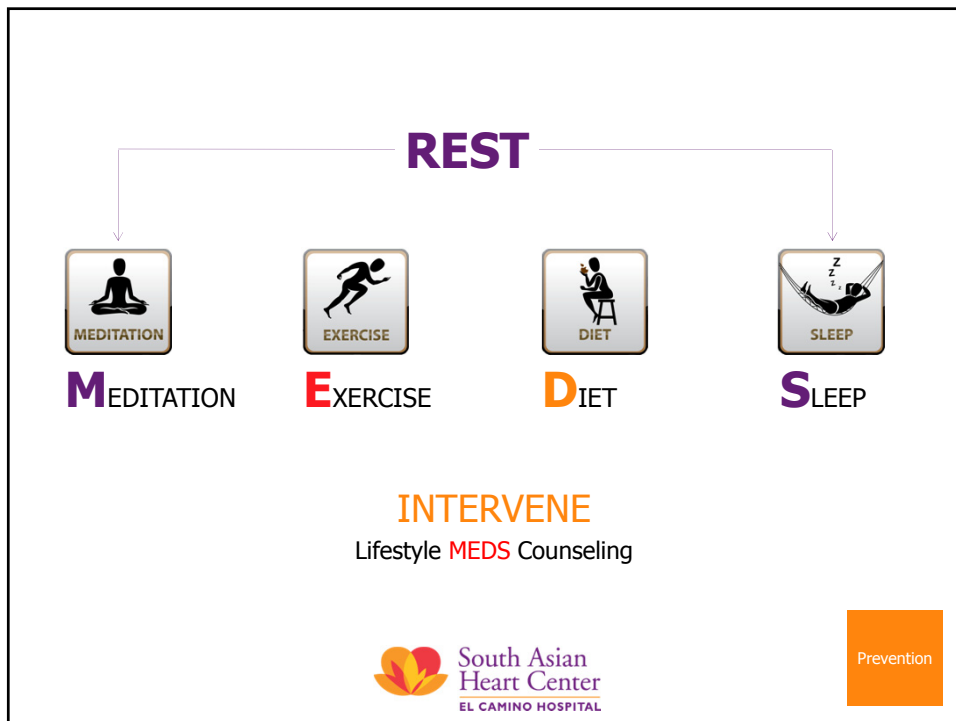 REST
MEDITATION
EXERCISE
DIET
Z
Z
Z
z
SLEEP
MEDITATION
EXERCISE
DIET
SLEEP
INTERVENE
Lifestyle MEDS Counseling
South Asian
Heart Center
EL CAMINO HOSPITAL
Prevention